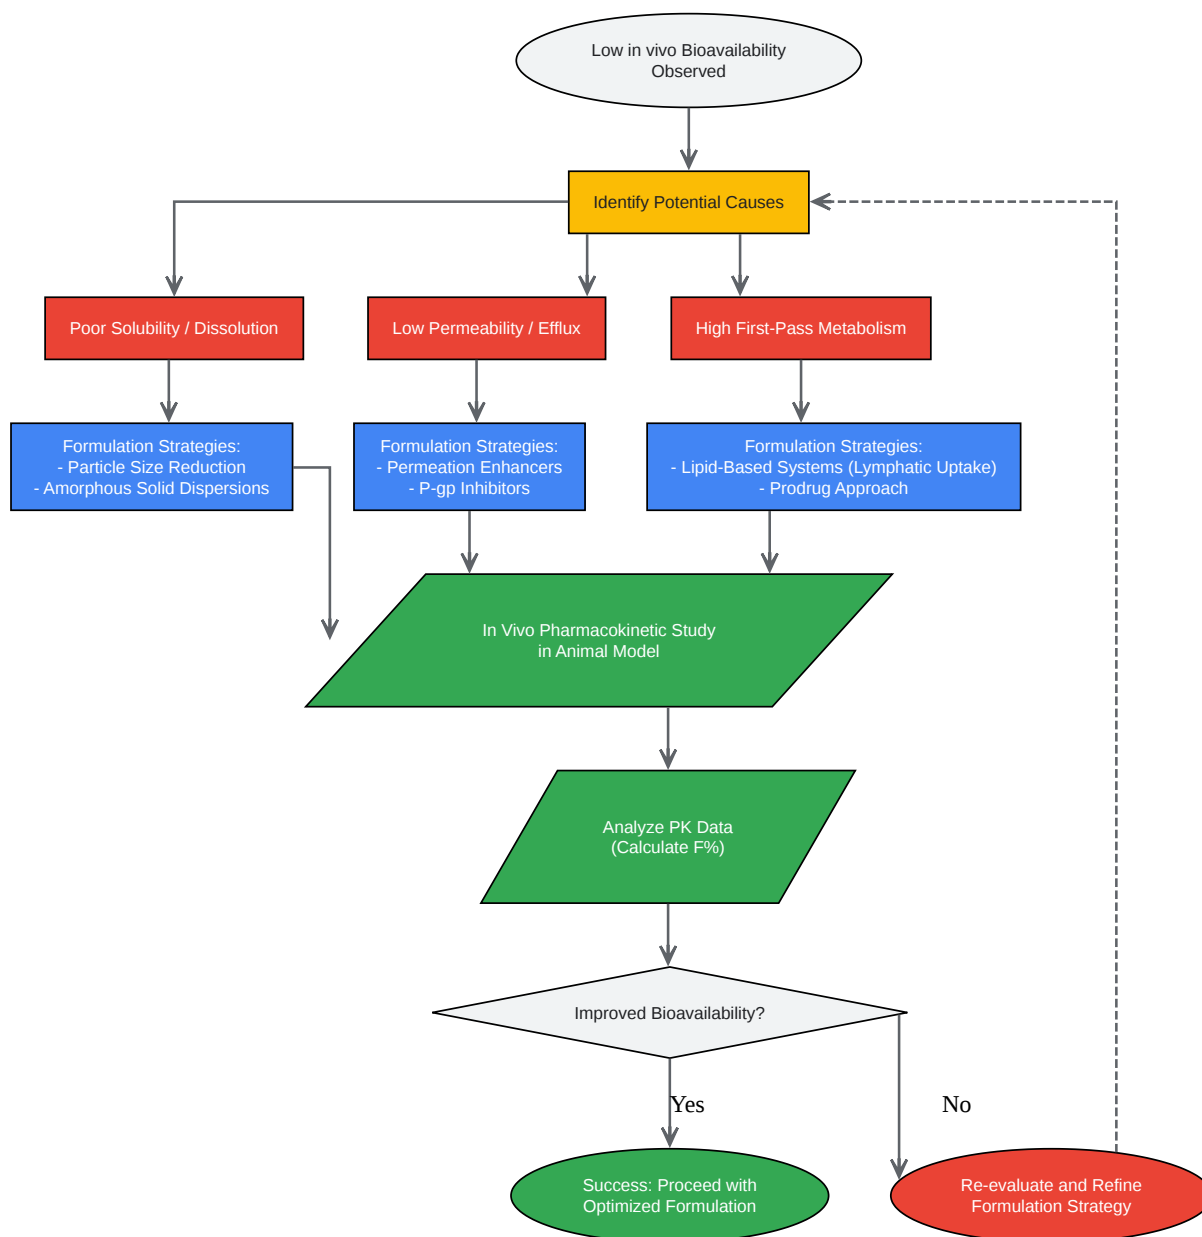 Low in vivo Bioavailability
Observed
Identify Potential Causes
Poor Solubility / Dissolution
Low Permeability / Efflux
High First-Pass Metabolism
Formulation Strategies:
- Particle Size Reduction
- Amorphous Solid Dispersions
Formulation Strategies:
- Permeation Enhancers
- P-gp Inhibitors
Formulation Strategies:
- Lipid-Based Systems (Lymphatic Uptake)
- Prodrug Approach
In Vivo Pharmacokinetic Study
in Animal Model
Analyze PK Data
(Calculate F%)
Improved Bioavailability?
Yes
No
Success: Proceed with
Optimized Formulation
Re-evaluate and Refine
Formulation Strategy